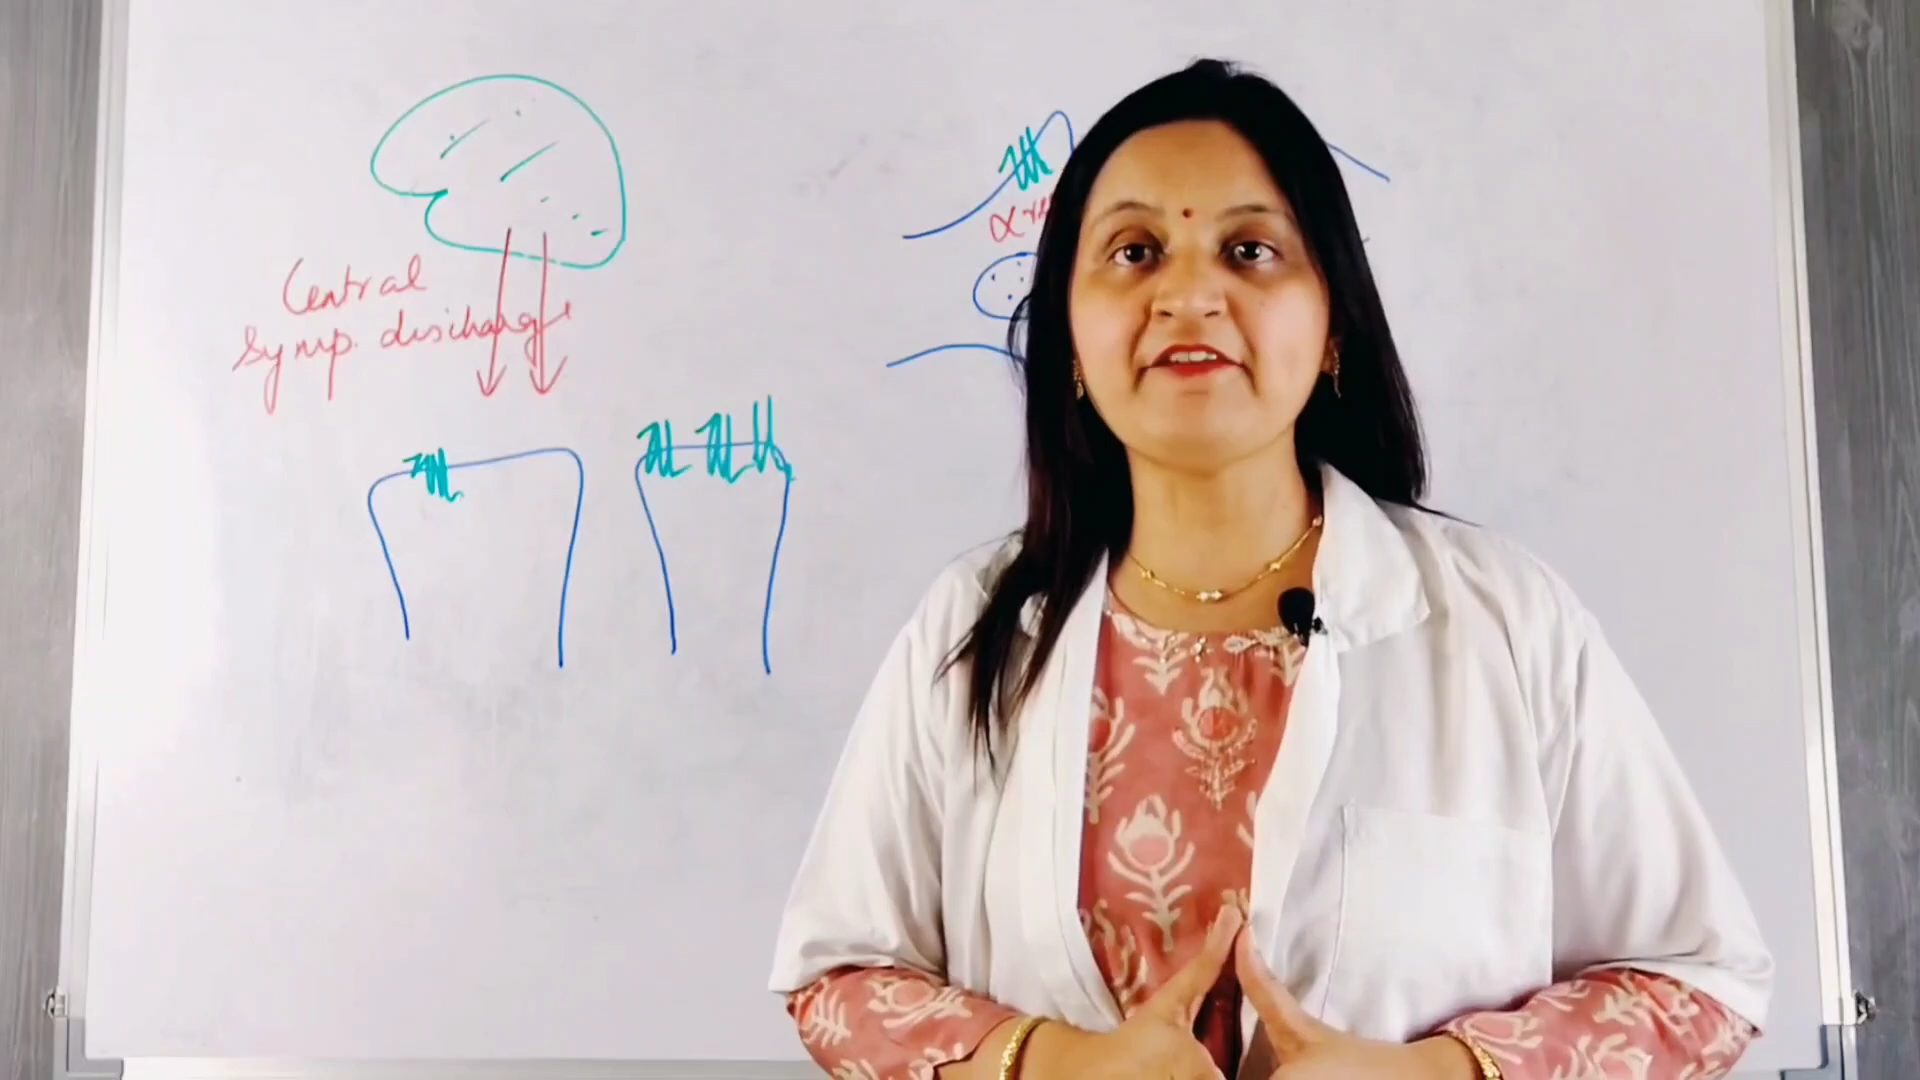 Central
Symp. discharge
α